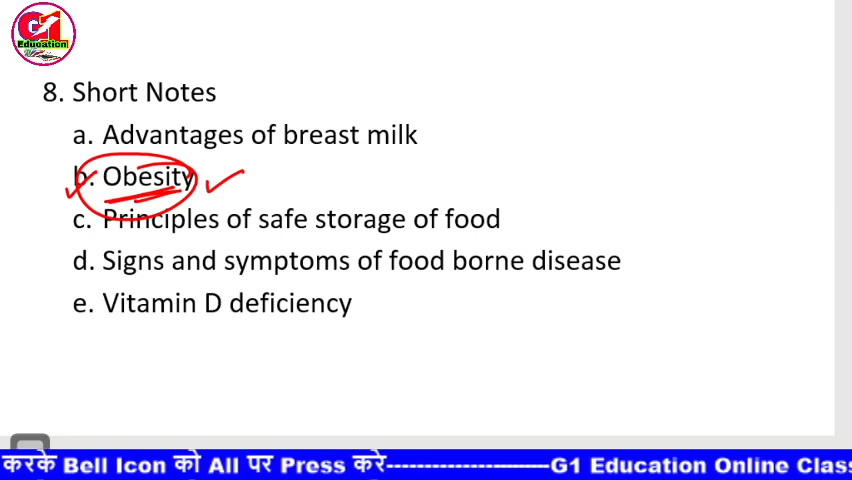 G1
Education
8. Short Notes
a. Advantages of breast milk
b. Obesity
c. Principles of safe storage of food
d. Signs and symptoms of food borne disease
e. Vitamin D deficiency
करके Bell Icon को All पर Press करे-------------------------G1 Education Online Class